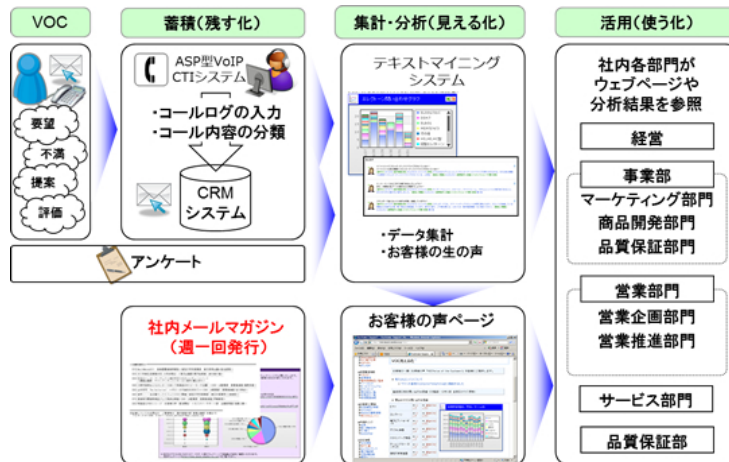 VOC
蓄積(残す化)
集計・分析(見える化)
活用(使う化)
要望
不満
提案
評価
ASP型VoIP
CTIシステム
・コールログの入力
・コール内容の分類
CRM
システム
アンケート
テキストマイニング
システム
・データ集計
・お客様の生の声
社内メールマガジン
(週一回発行)
お客様の声ページ
社内各部門が
ウェブページや
分析結果を参照
経営
事業部
マーケティング部門
商品開発部門
品質保証部門
営業部門
営業企画部門
営業推進部門
サービス部門
品質保証部